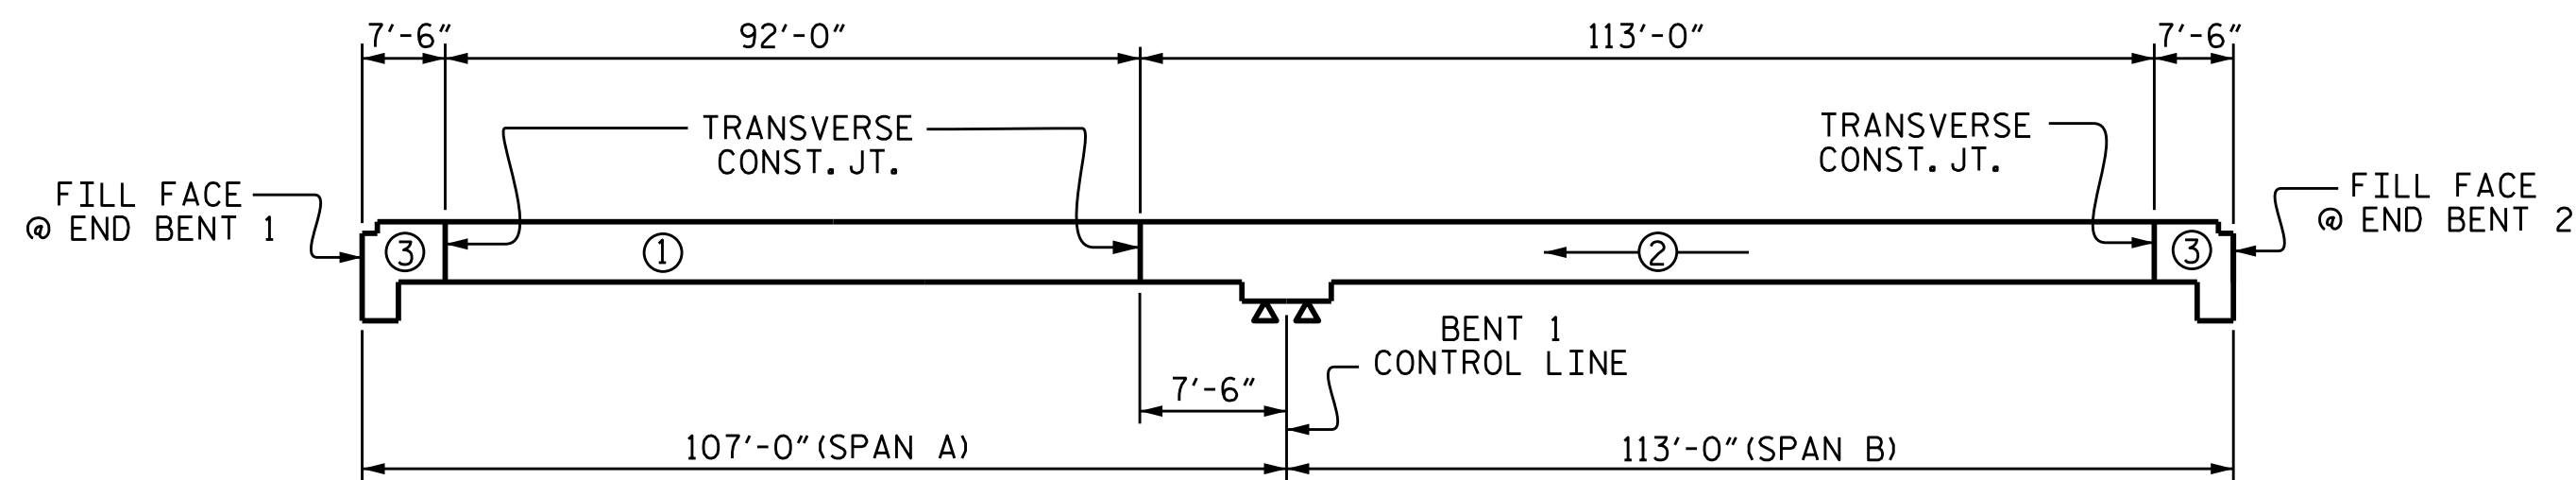 7'-6"
92'-0"
113'-0"
7'-6"
TRANSVERSE
CONST. JT.
TRANSVERSE
CONST. JT.
FILL FACE
@ END BENT 1
FILL FACE
@ END BENT 2
3
1
2
3
BENT 1
CONTROL LINE
7'-6"
107'-0"(SPAN A)
113'-0"(SPAN B)